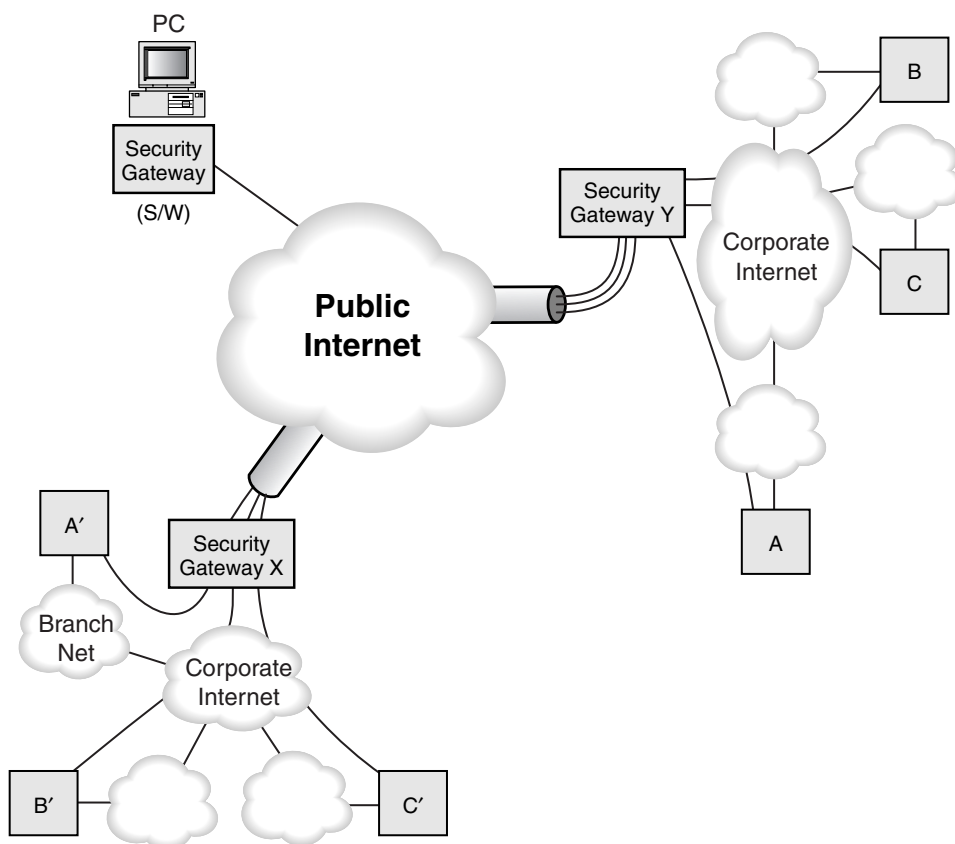 PC
Security
Gateway
(S/W)
Public
Internet
Security
Gateway Y
Corporate
Internet
B
C
A
A′
Security
Gateway X
Branch
Net
Corporate
Internet
B′
C′